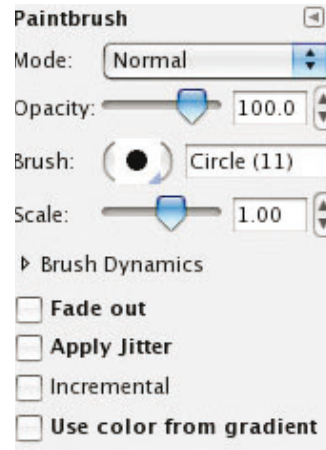 Paintbrush
Mode: Normal
Opacity: 100.0
Brush: Circle (11)
Scale: 1.00
Brush Dynamics
Fade out
Apply Jitter
Incremental
Use color from gradient